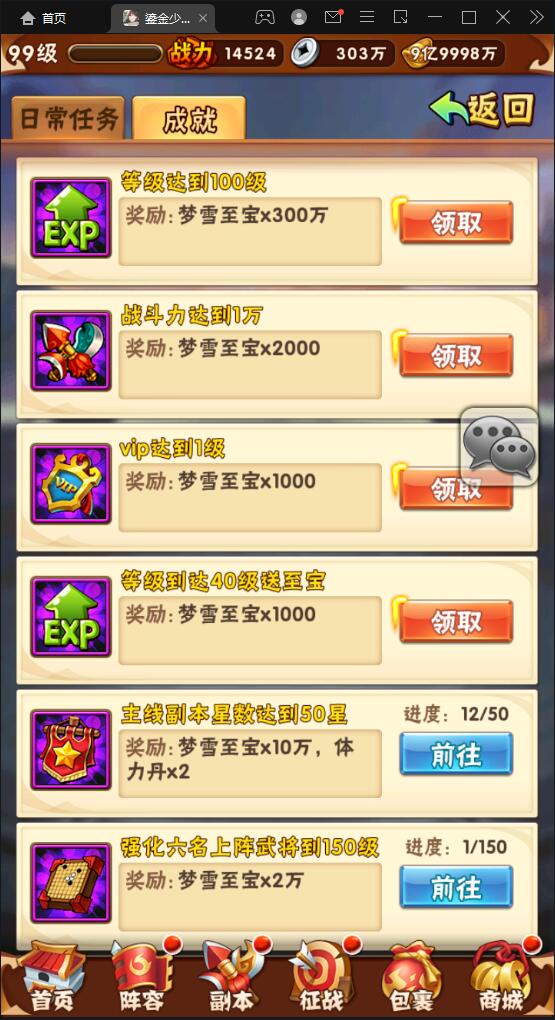 首页
鎏金少...
99级
战力 14524
303万
9亿9998万
日常任务
成就
返回
等级达到100级
奖励: 梦雪至宝x300万
领取
EXP
战斗力达到1万
奖励: 梦雪至宝x2000
领取
vip达到1级
奖励: 梦雪至宝x1000
领取
VIP
等级到达40级送至宝
奖励: 梦雪至宝x1000
领取
EXP
主线副本星数达到50星
进度: 12/50
奖励: 梦雪至宝x10万，体
力丹x2
前往
强化六名上阵武将到150级
进度: 1/150
奖励: 梦雪至宝x2万
前往
首页
阵容
副本
征战
包裹
商城